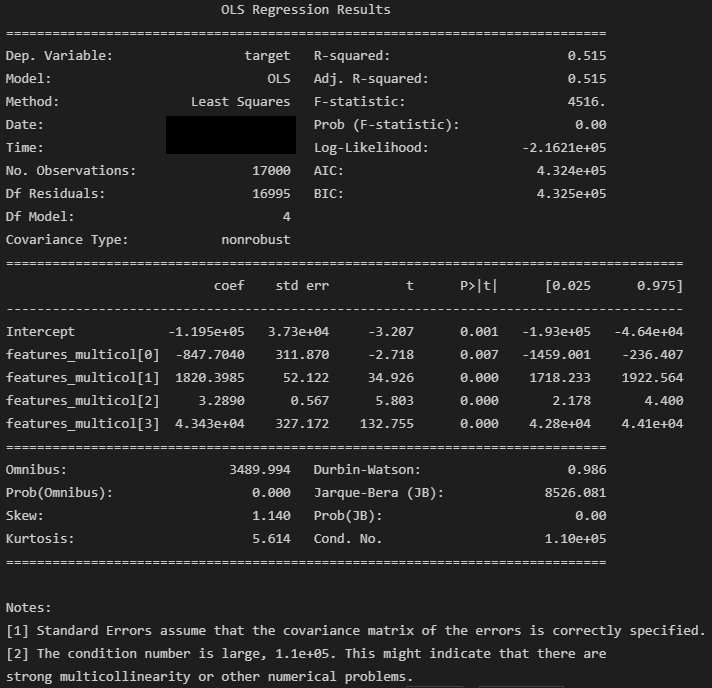 OLS Regression Results
==============================================================================
Dep. Variable: target R-squared: 0.515
Model: OLS Adj. R-squared: 0.515
Method: Least Squares F-statistic: 4516.
Date: Prob (F-statistic): 0.00
Time: Log-Likelihood: -2.1621e+05
No. Observations: 17000 AIC: 4.324e+05
Df Residuals: 16995 BIC: 4.325e+05
Df Model: 4
Covariance Type: nonrobust
========================================================================================
coef std err t P>|t| [0.025 0.975]
----------------------------------------------------------------------------------------
Intercept -1.195e+05 3.73e+04 -3.207 0.001 -1.93e+05 -4.64e+04
features_multicol[0] -847.7040 311.870 -2.718 0.007 -1459.001 -236.407
features_multicol[1] 1820.3985 52.122 34.926 0.000 1718.233 1922.564
features_multicol[2] 3.2890 0.567 5.803 0.000 2.178 4.400
features_multicol[3] 4.343e+04 327.172 132.755 0.000 4.28e+04 4.41e+04
==============================================================================
Omnibus: 3489.994 Durbin-Watson: 0.986
Prob(Omnibus): 0.000 Jarque-Bera (JB): 8526.081
Skew: 1.140 Prob(JB): 0.00
Kurtosis: 5.614 Cond. No. 1.10e+05
==============================================================================
Notes:
[1] Standard Errors assume that the covariance matrix of the errors is correctly specified.
[2] The condition number is large, 1.1e+05. This might indicate that there are
strong multicollinearity or other numerical problems.